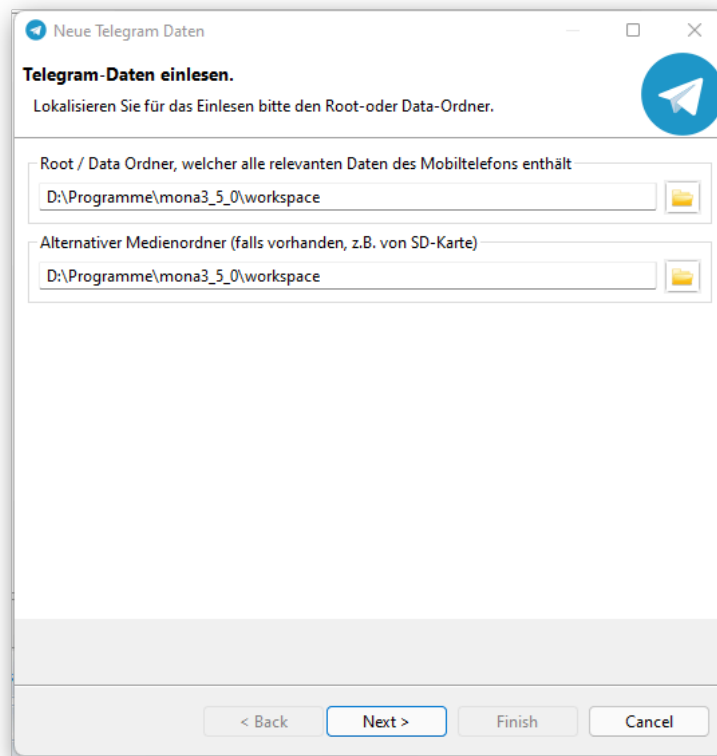 Neue Telegram Daten
Telegram-Daten einlesen.
Lokalisieren Sie für das Einlesen bitte den Root-oder Data-Ordner.
Root / Data Ordner, welcher alle relevanten Daten des Mobiltelefons enthält
D:\Programme\mona3_5_0\workspace
Alternativer Medienordner (falls vorhanden, z.B. von SD-Karte)
D:\Programme\mona3_5_0\workspace
< Back Next > Finish Cancel